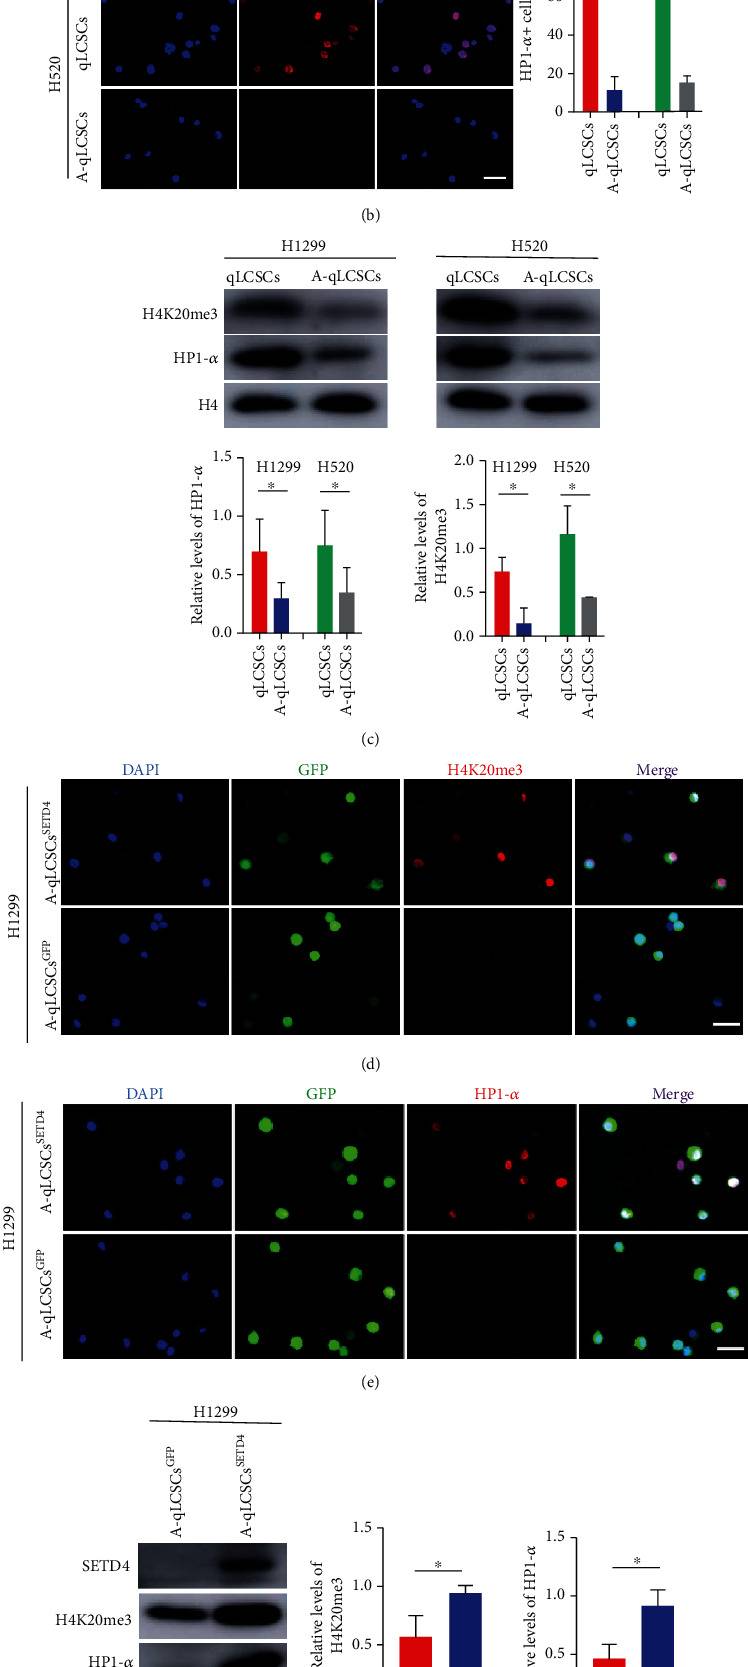 H520
qLCSCs
A-qLCSCs
HP1-α+ cell
40
20
0
qLCSCs
A-qLCSCs
qLCSCs
A-qLCSCs
(b)
H1299
H520
qLCSCs
A-qLCSCs
qLCSCs
A-qLCSCs
H4K20me3
HP1-α
H4
Relative levels of HP1-α
1.5
1.0
0.5
0.0
H1299
H520
*
*
qLCSCs
A-qLCSCs
qLCSCs
A-qLCSCs
Relative levels of
H4K20me3
2.0
1.5
1.0
0.5
0.0
H1299
H520
*
*
qLCSCs
A-qLCSCs
qLCSCs
A-qLCSCs
(c)
DAPI
GFP
H4K20me3
Merge
H1299
A-qLCSCsSETD4
A-qLCSCsGFP
(d)
DAPI
GFP
HP1-α
Merge
H1299
A-qLCSCsSETD4
A-qLCSCsGFP
(e)
H1299
A-qLCSCsGFP
A-qLCSCsSETD4
SETD4
H4K20me3
HP1-α
Relative levels of
H4K20me3
1.5
1.0
0.5
*
ve levels of HP1-α
1.5
1.0
0.5
*